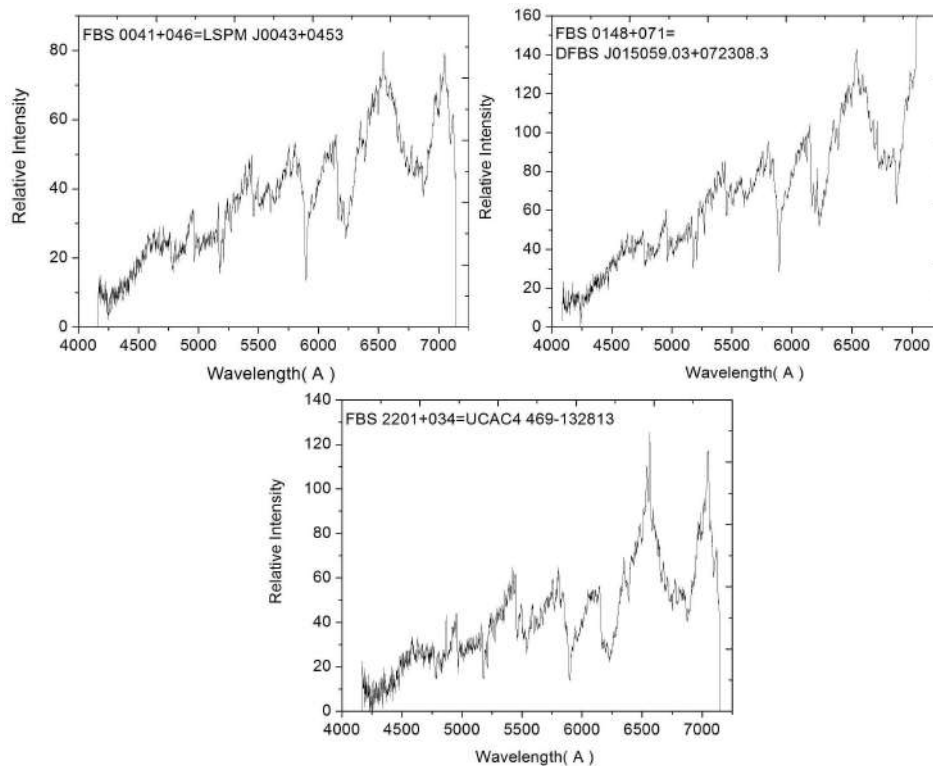 FBS 0041+046=LSPM J0043+0453
80
60
40
20
0
Relative Intensity
4000 4500 5000 5500 6000 6500 7000
Wavelength( A )
FBS 0148+071=
DFBS J015059.03+072308.3
160
140
120
100
80
60
40
20
0
Relative Intensity
4000 4500 5000 5500 6000 6500 7000
Wavelength( A )
FBS 2201+034=UCAC4 469-132813
140
120
100
80
60
40
20
0
Relative Intensity
4000 4500 5000 5500 6000 6500 7000
Wavelength( A )